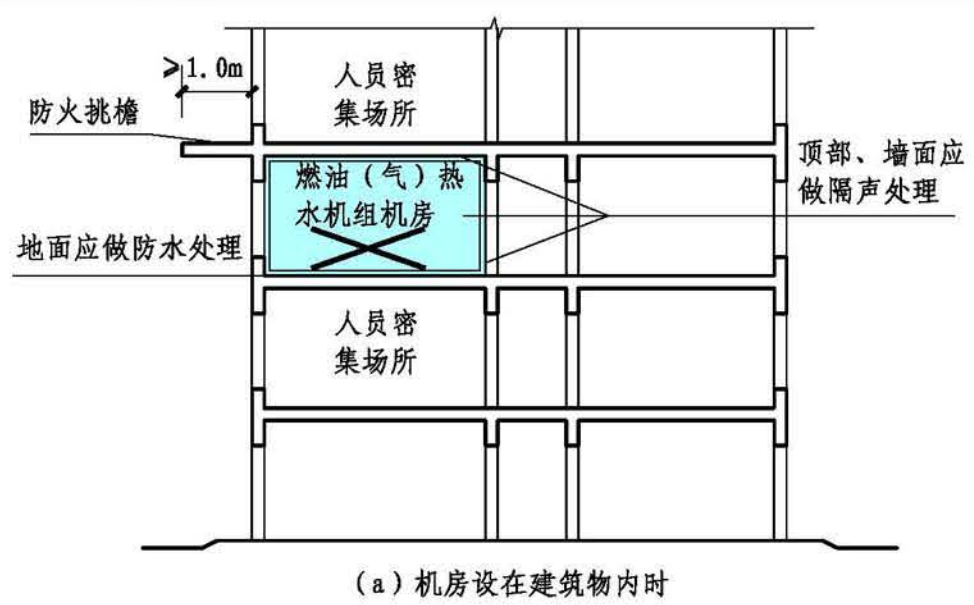 ≥1.0m
人员密
集场所
防火挑檐
顶部、墙面应
做隔声处理
燃油（气）热
水机组机房
地面应做防水处理
人员密
集场所
（a）机房设在建筑物内时